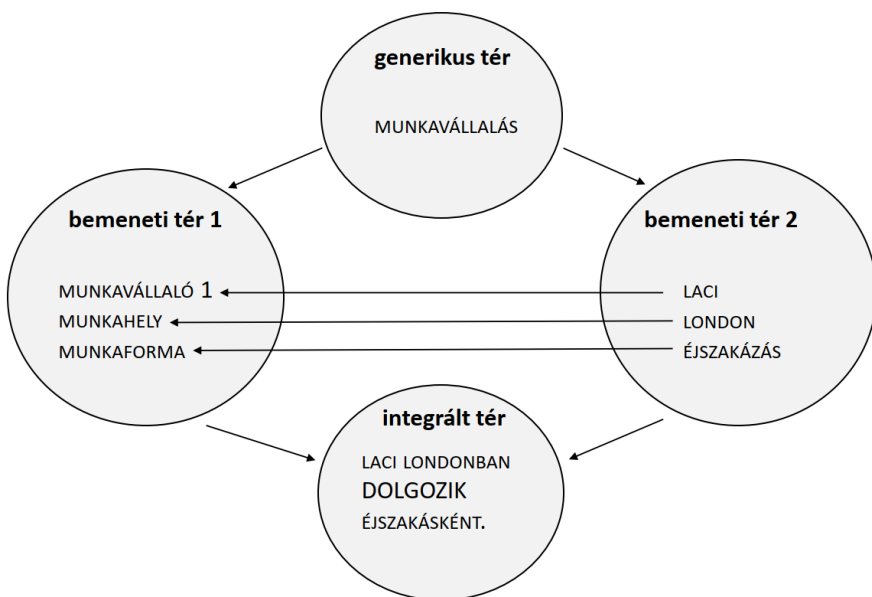 generikus tér
MUNKAVÁLLALÁS
bemeneti tér 1
MUNKAVÁLLALÓ 1
MUNKAHELY
MUNKAFORMA
bemeneti tér 2
LACI
LONDON
ÉJSZAKÁZÁS
integrált tér
LACI LONDONBAN
DOLGOZIK
ÉJSZAKÁSKÉNT.